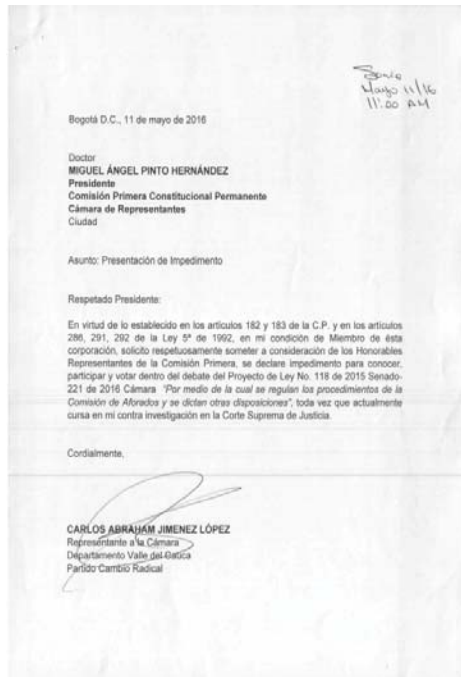 Sonia
Mayo 11/16
11:00 AM
Bogotá D.C., 11 de mayo de 2016
Doctor
MIGUEL ÁNGEL PINTO HERNÁNDEZ
Presidente
Comisión Primera Constitucional Permanente
Cámara de Representantes
Ciudad
Asunto: Presentación de Impedimento
Respetado Presidente:
En virtud de lo establecido en los artículos 182 y 183 de la C.P. y en los artículos
286, 291, 292 de la Ley 5ª de 1992, en mi condición de Miembro de ésta
corporación, solicito respetuosamente someter a consideración de los Honorables
Representantes de la Comisión Primera, se declare impedimento para conocer,
participar y votar dentro del debate del Proyecto de Ley No. 118 de 2015 Senado-
221 de 2016 Cámara "Por medio de la cual se regulan los procedimientos de la
Comisión de Aforados y se dictan otras disposiciones", toda vez que actualmente
cursa en mi contra investigación en la Corte Suprema de Justicia.
Cordialmente,
CARLOS ABRAHAM JIMENEZ LÓPEZ
Representante a la Cámara
Departamento Valle del Cauca
Partido Cambio Radical